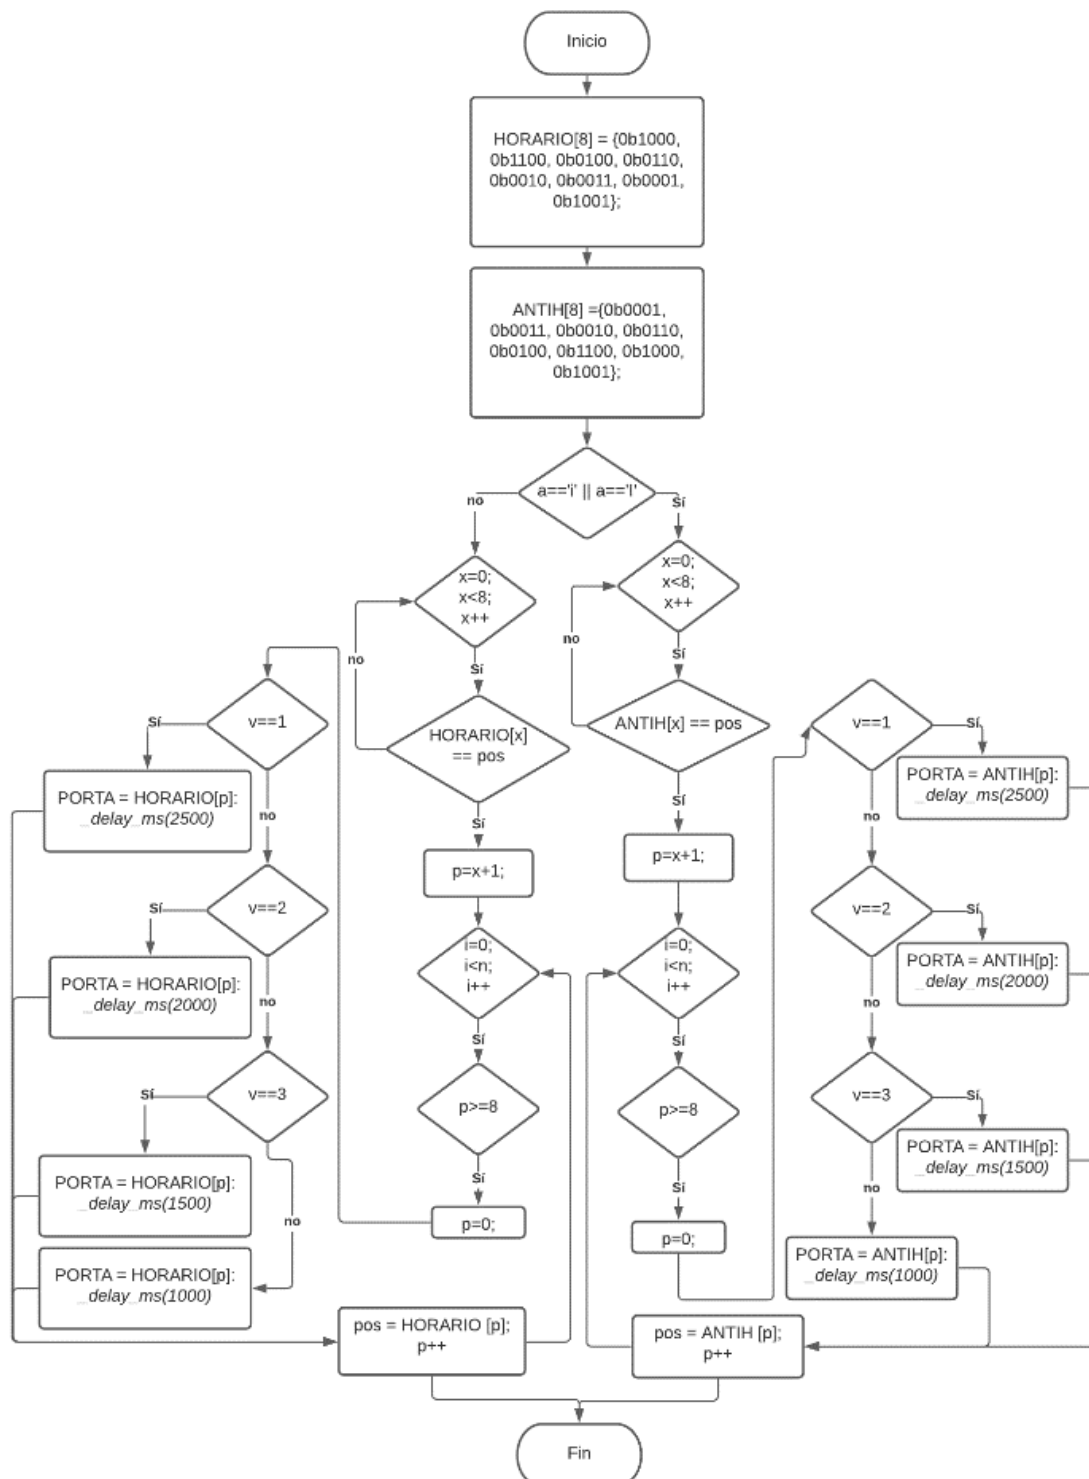 Inicio
HORARIO[8] = {0b1000,
0b1100, 0b0100, 0b0110,
0b0010, 0b0011, 0b0001,
0b1001};
ANTIH[8] ={0b0001,
0b0011, 0b0010, 0b0110,
0b0100, 0b1100, 0b1000,
0b1001};
a=='i' || a=='I'
no
Sí
x=0;
x<8;
x++
x=0;
x<8;
x++
no
Sí
no
Sí
v==1
Sí
no
HORARIO[x]
== pos
Sí
ANTIH[x] == pos
Sí
v==1
Sí
no
PORTA = HORARIO[p]:
_delay_ms(2500)
PORTA = ANTIH[p]:
_delay_ms(2500)
p=x+1;
p=x+1;
v==2
Sí
no
v==2
Sí
no
PORTA = HORARIO[p]:
_delay_ms(2000)
PORTA = ANTIH[p]:
_delay_ms(2000)
i=0;
i<n;
i++
Sí
i=0;
i<n;
i++
Sí
v==3
Sí
no
p>=8
Sí
p>=8
Sí
v==3
Sí
no
PORTA = HORARIO[p]:
_delay_ms(1500)
PORTA = ANTIH[p]:
_delay_ms(1500)
p=0;
p=0;
PORTA = HORARIO[p]:
_delay_ms(1000)
PORTA = ANTIH[p]:
_delay_ms(1000)
pos = HORARIO [p];
p++
pos = ANTIH [p];
p++
Fin